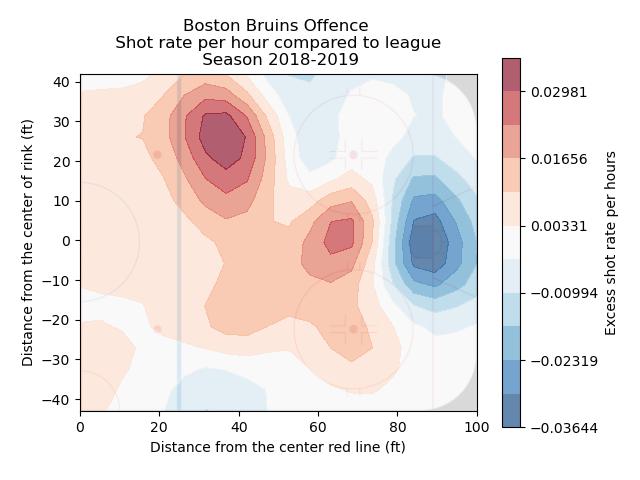 Boston Bruins Offence
Shot rate per hour compared to league
Season 2018-2019
40
30
20
10
0
−10
−20
−30
−40
Distance from the center of rink (ft)
0 20 40 60 80 100
Distance from the center red line (ft)
0.02981
0.01656
0.00331
−0.00994
−0.02319
−0.03644
Excess shot rate per hours